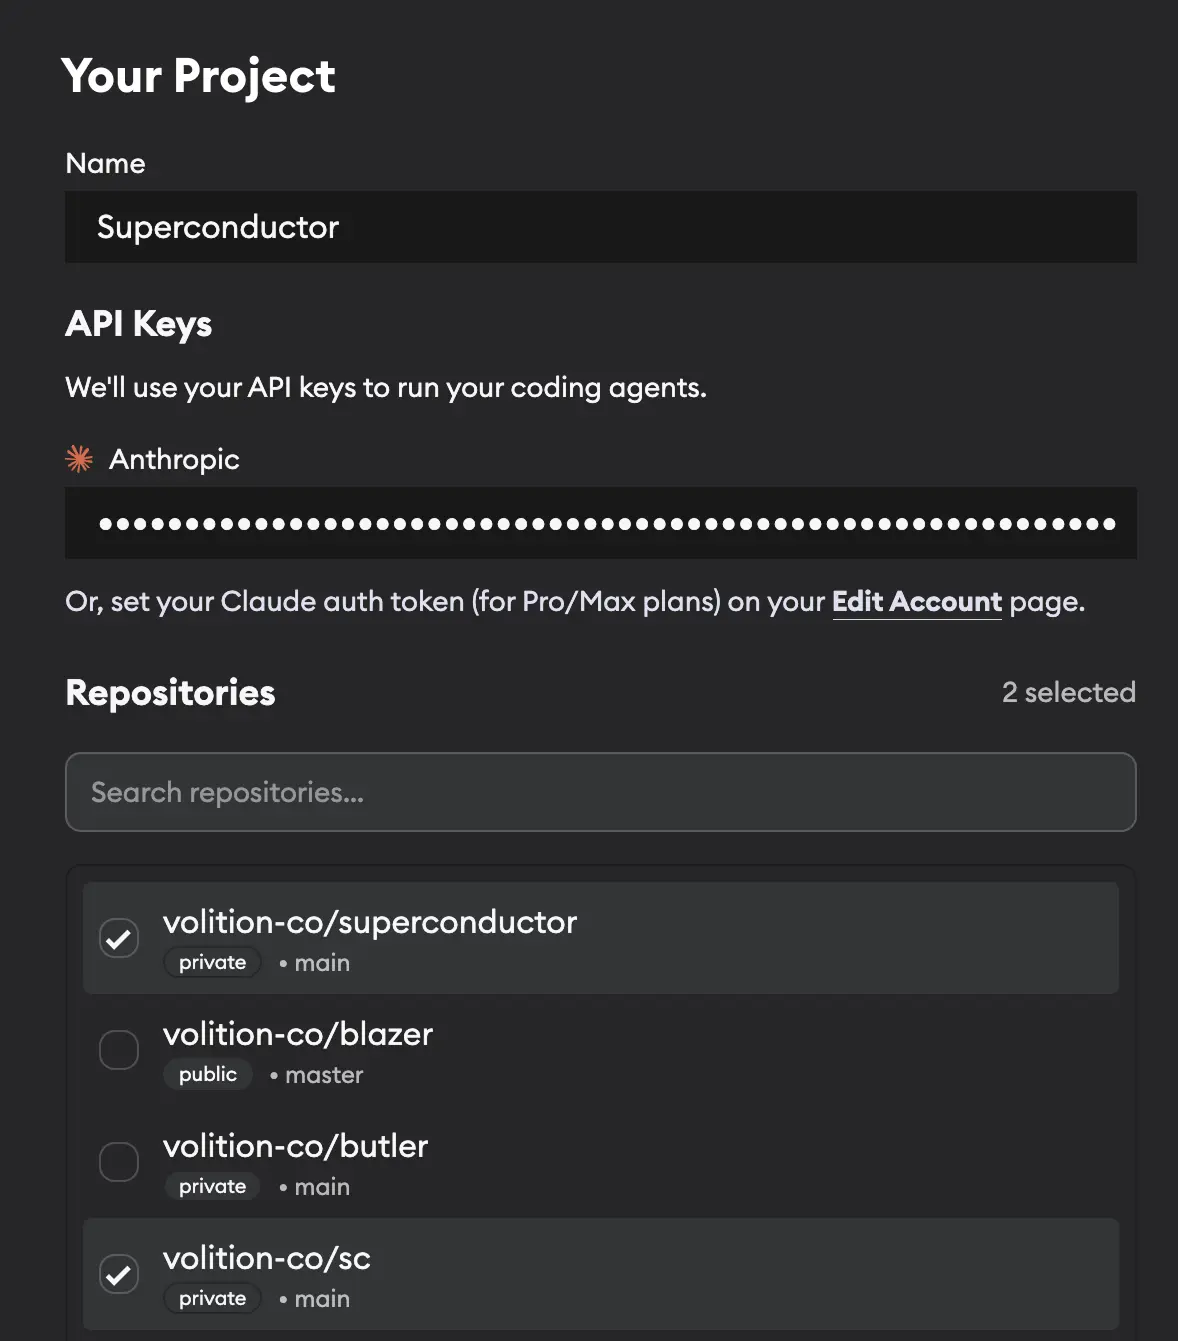 Your Project
Name
Superconductor
API Keys
We'll use your API keys to run your coding agents.
Anthropic
•••••••••••••••••••••••••••••••••••••••••••••••••••••••••••
Or, set your Claude auth token (for Pro/Max plans) on your Edit Account page.
Repositories 2 selected
Search repositories...
volition-co/superconductor
private • main
volition-co/blazer
public • master
volition-co/butler
private • main
volition-co/sc
private • main